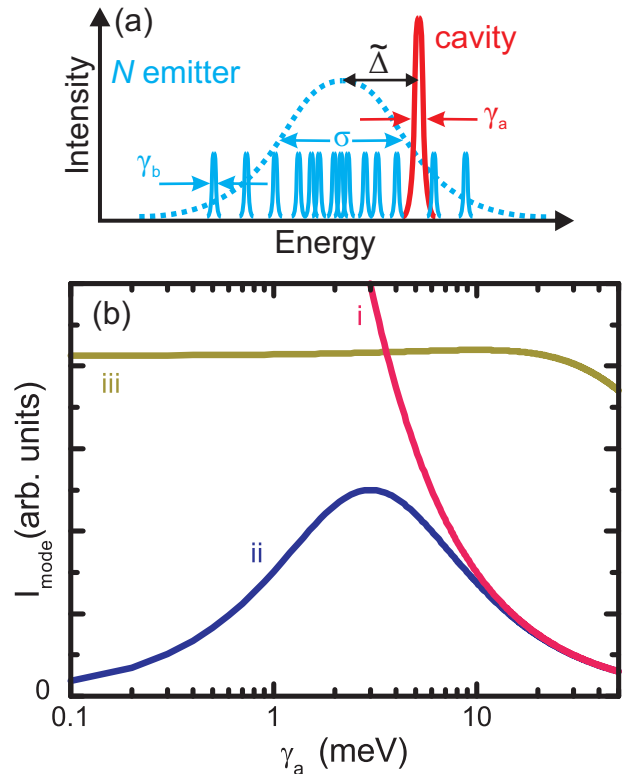 (a)
cavity
N emitter
Δ̃
γa
σ
γb
Intensity
Energy
(b)
i
iii
ii
Imode(arb. units)
0
0.1
1
10
γa (meV)